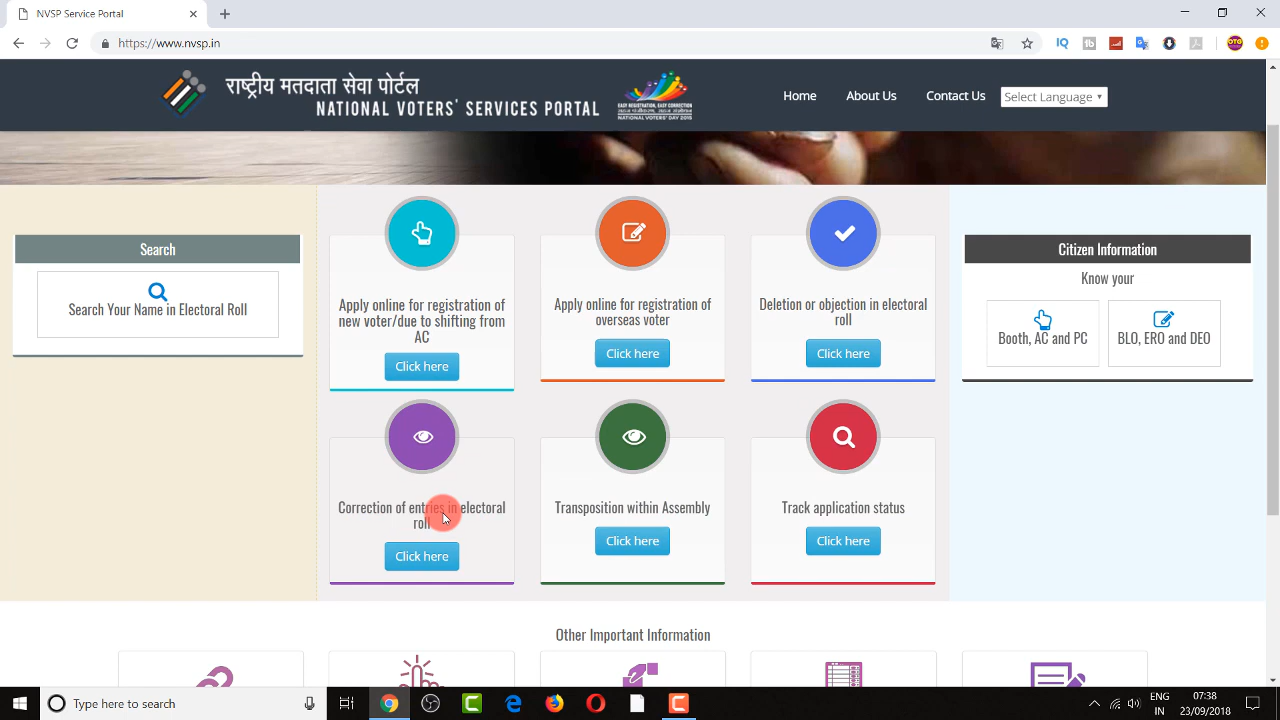 NVSP Service Portal
https://www.nvsp.in
राष्ट्रीय मतदाता सेवा पोर्टल
NATIONAL VOTERS' SERVICES PORTAL
EASY REGISTRATION, EASY CORRECTION
NATIONAL VOTERS' DAY 2015
Home
About Us
Contact Us
Select Language
Search
Search Your Name in Electoral Roll
Apply online for registration of
new voter/due to shifting from
AC
Click here
Apply online for registration of
overseas voter
Click here
Deletion or objection in electoral
roll
Click here
Correction of entries in electoral
roll
Click here
Transposition within Assembly
Click here
Track application status
Click here
Citizen Information
Know your
Booth, AC and PC
BLO, ERO and DEO
Other Important Information
Type here to search
ENG
IN
07:38
23/09/2018